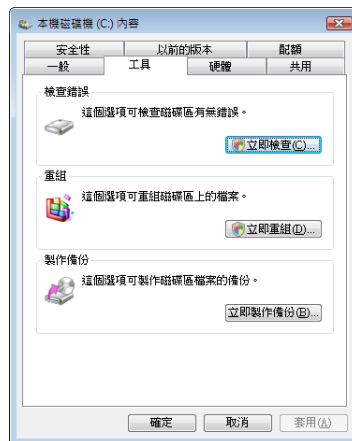 本機磁碟機 (C:) 內容
安全性 以前的版本 配額
一般 工具 硬體 共用
檢查錯誤
這個選項可檢查磁碟區有無錯誤。
立即檢查(C)...
重組
這個選項可重組磁碟區上的檔案。
立即重組(D)...
製作備份
這個選項可製作磁碟區檔案的備份。
立即製作備份(B)...
確定 取消 套用(A)